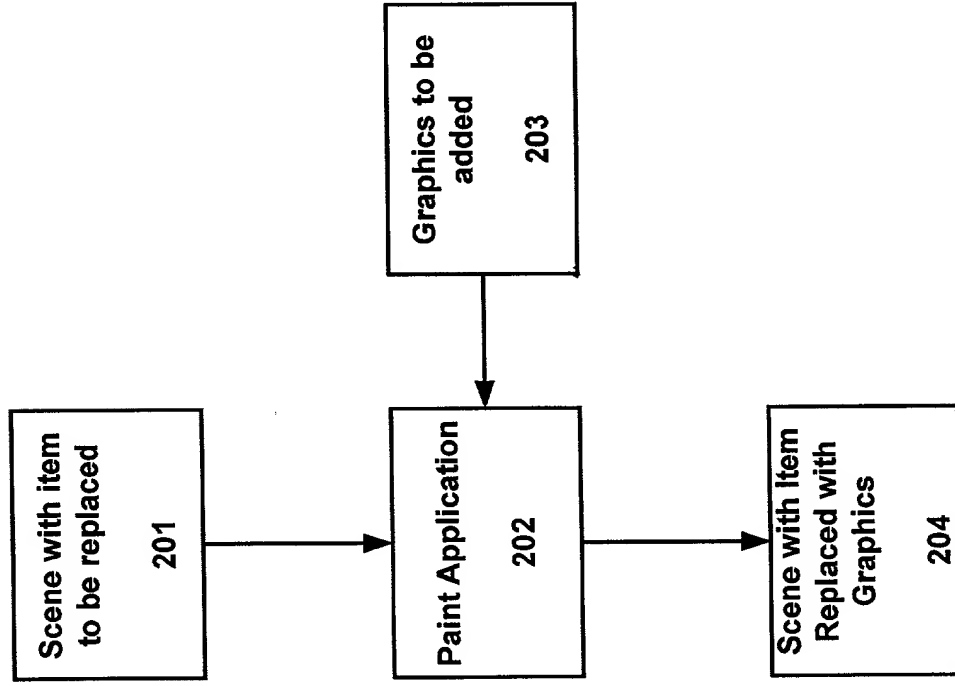 Scene with item
to be replaced
201
Paint Application
202
Graphics to be
added
203
Scene with Item
Replaced with
Graphics
204